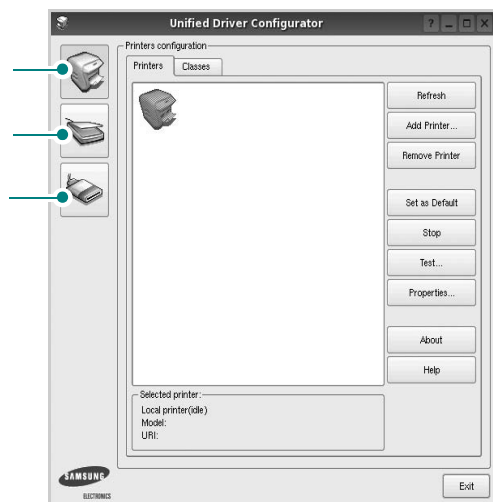 Unified Driver Configurator
?
Printers configuration
Printers
Classes
Refresh
Add Printer...
Remove Printer
Set as Default
Stop
Test...
Properties...
About
Help
Selected printer:
Local printer(idle)
Model:
URI:
SAMSUNG
ELECTRONICS
Exit